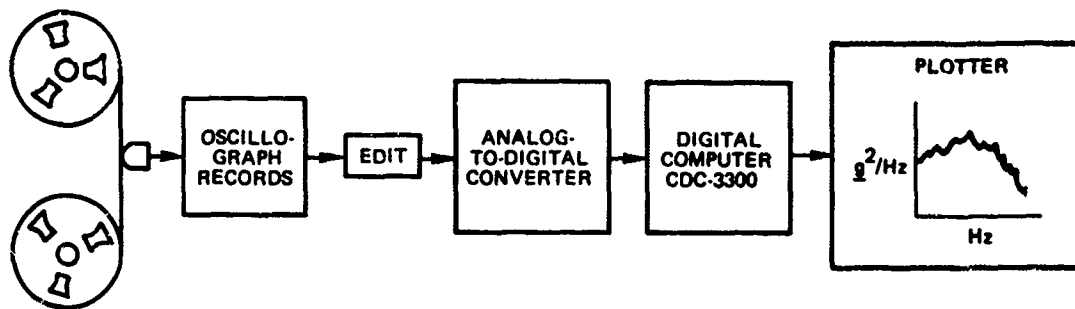 OSCILLO-
GRAPH
RECORDS
EDIT
ANALOG-
TO-DIGITAL
CONVERTER
DIGITAL
COMPUTER
CDC-3300
PLOTTER
g²/Hz
Hz